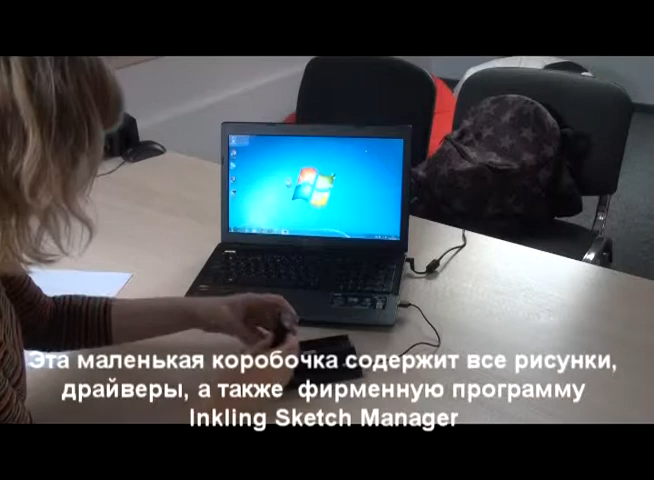 Эта маленькая коробочка содержит все рисунки,
драйверы, а также фирменную программу
Inkling Sketch Manager